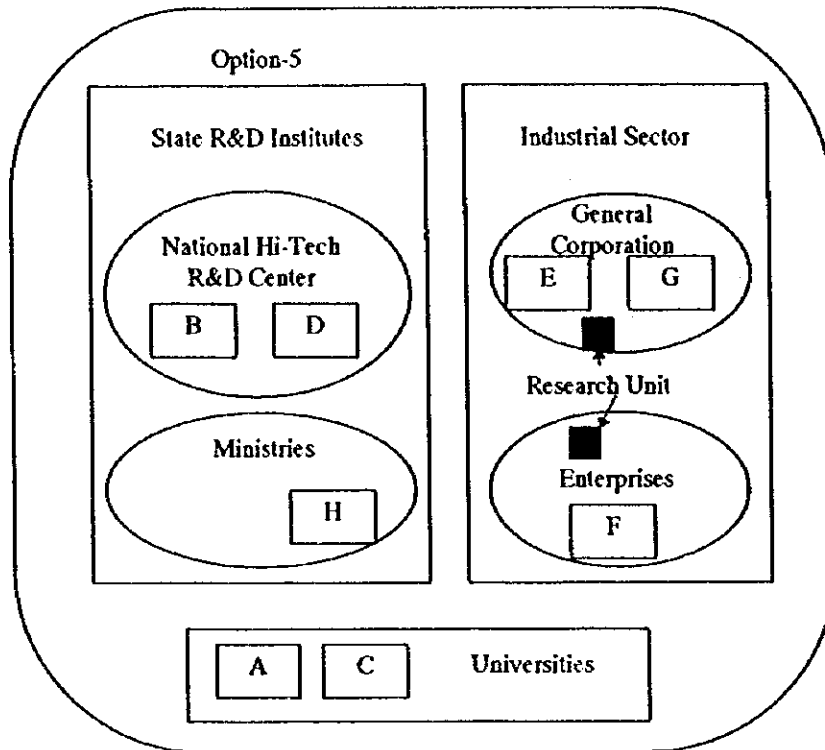 Option-5
State R&D Institutes
National Hi-Tech
R&D Center
B
D
Ministries
H
Industrial Sector
General
Corporation
E
G
Research Unit
Enterprises
F
A
C
Universities